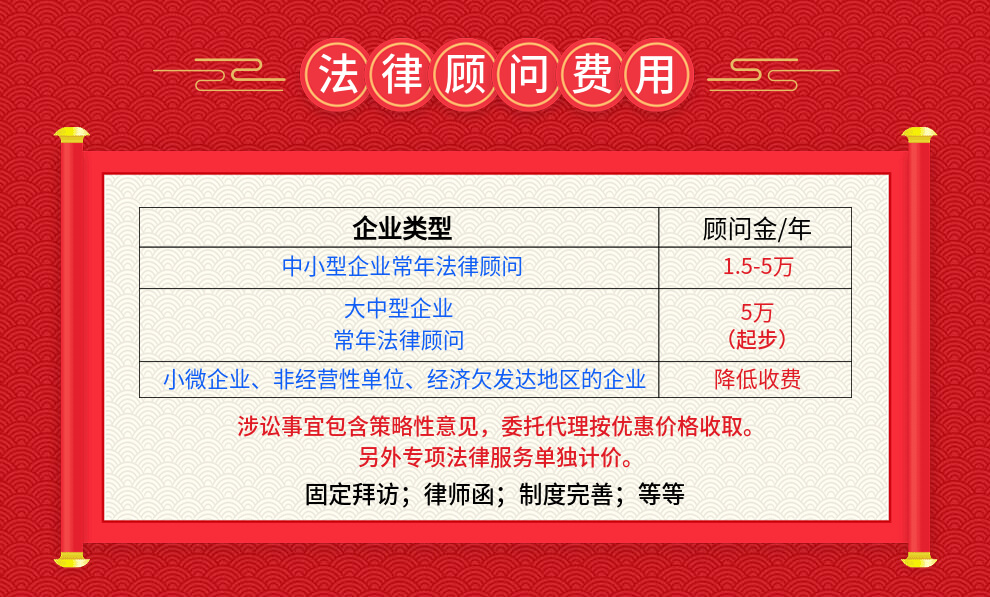 法律顾问费用
企业类型 顾问金/年
中小型企业常年法律顾问 1.5-5万
大中型企业
常年法律顾问
5万
（起步）
小微企业、非经营性单位、经济欠发达地区的企业 降低收费
涉讼事宜包含策略性意见，委托代理按优惠价格收取。
另外专项法律服务单独计价。
固定拜访；律师函；制度完善；等等